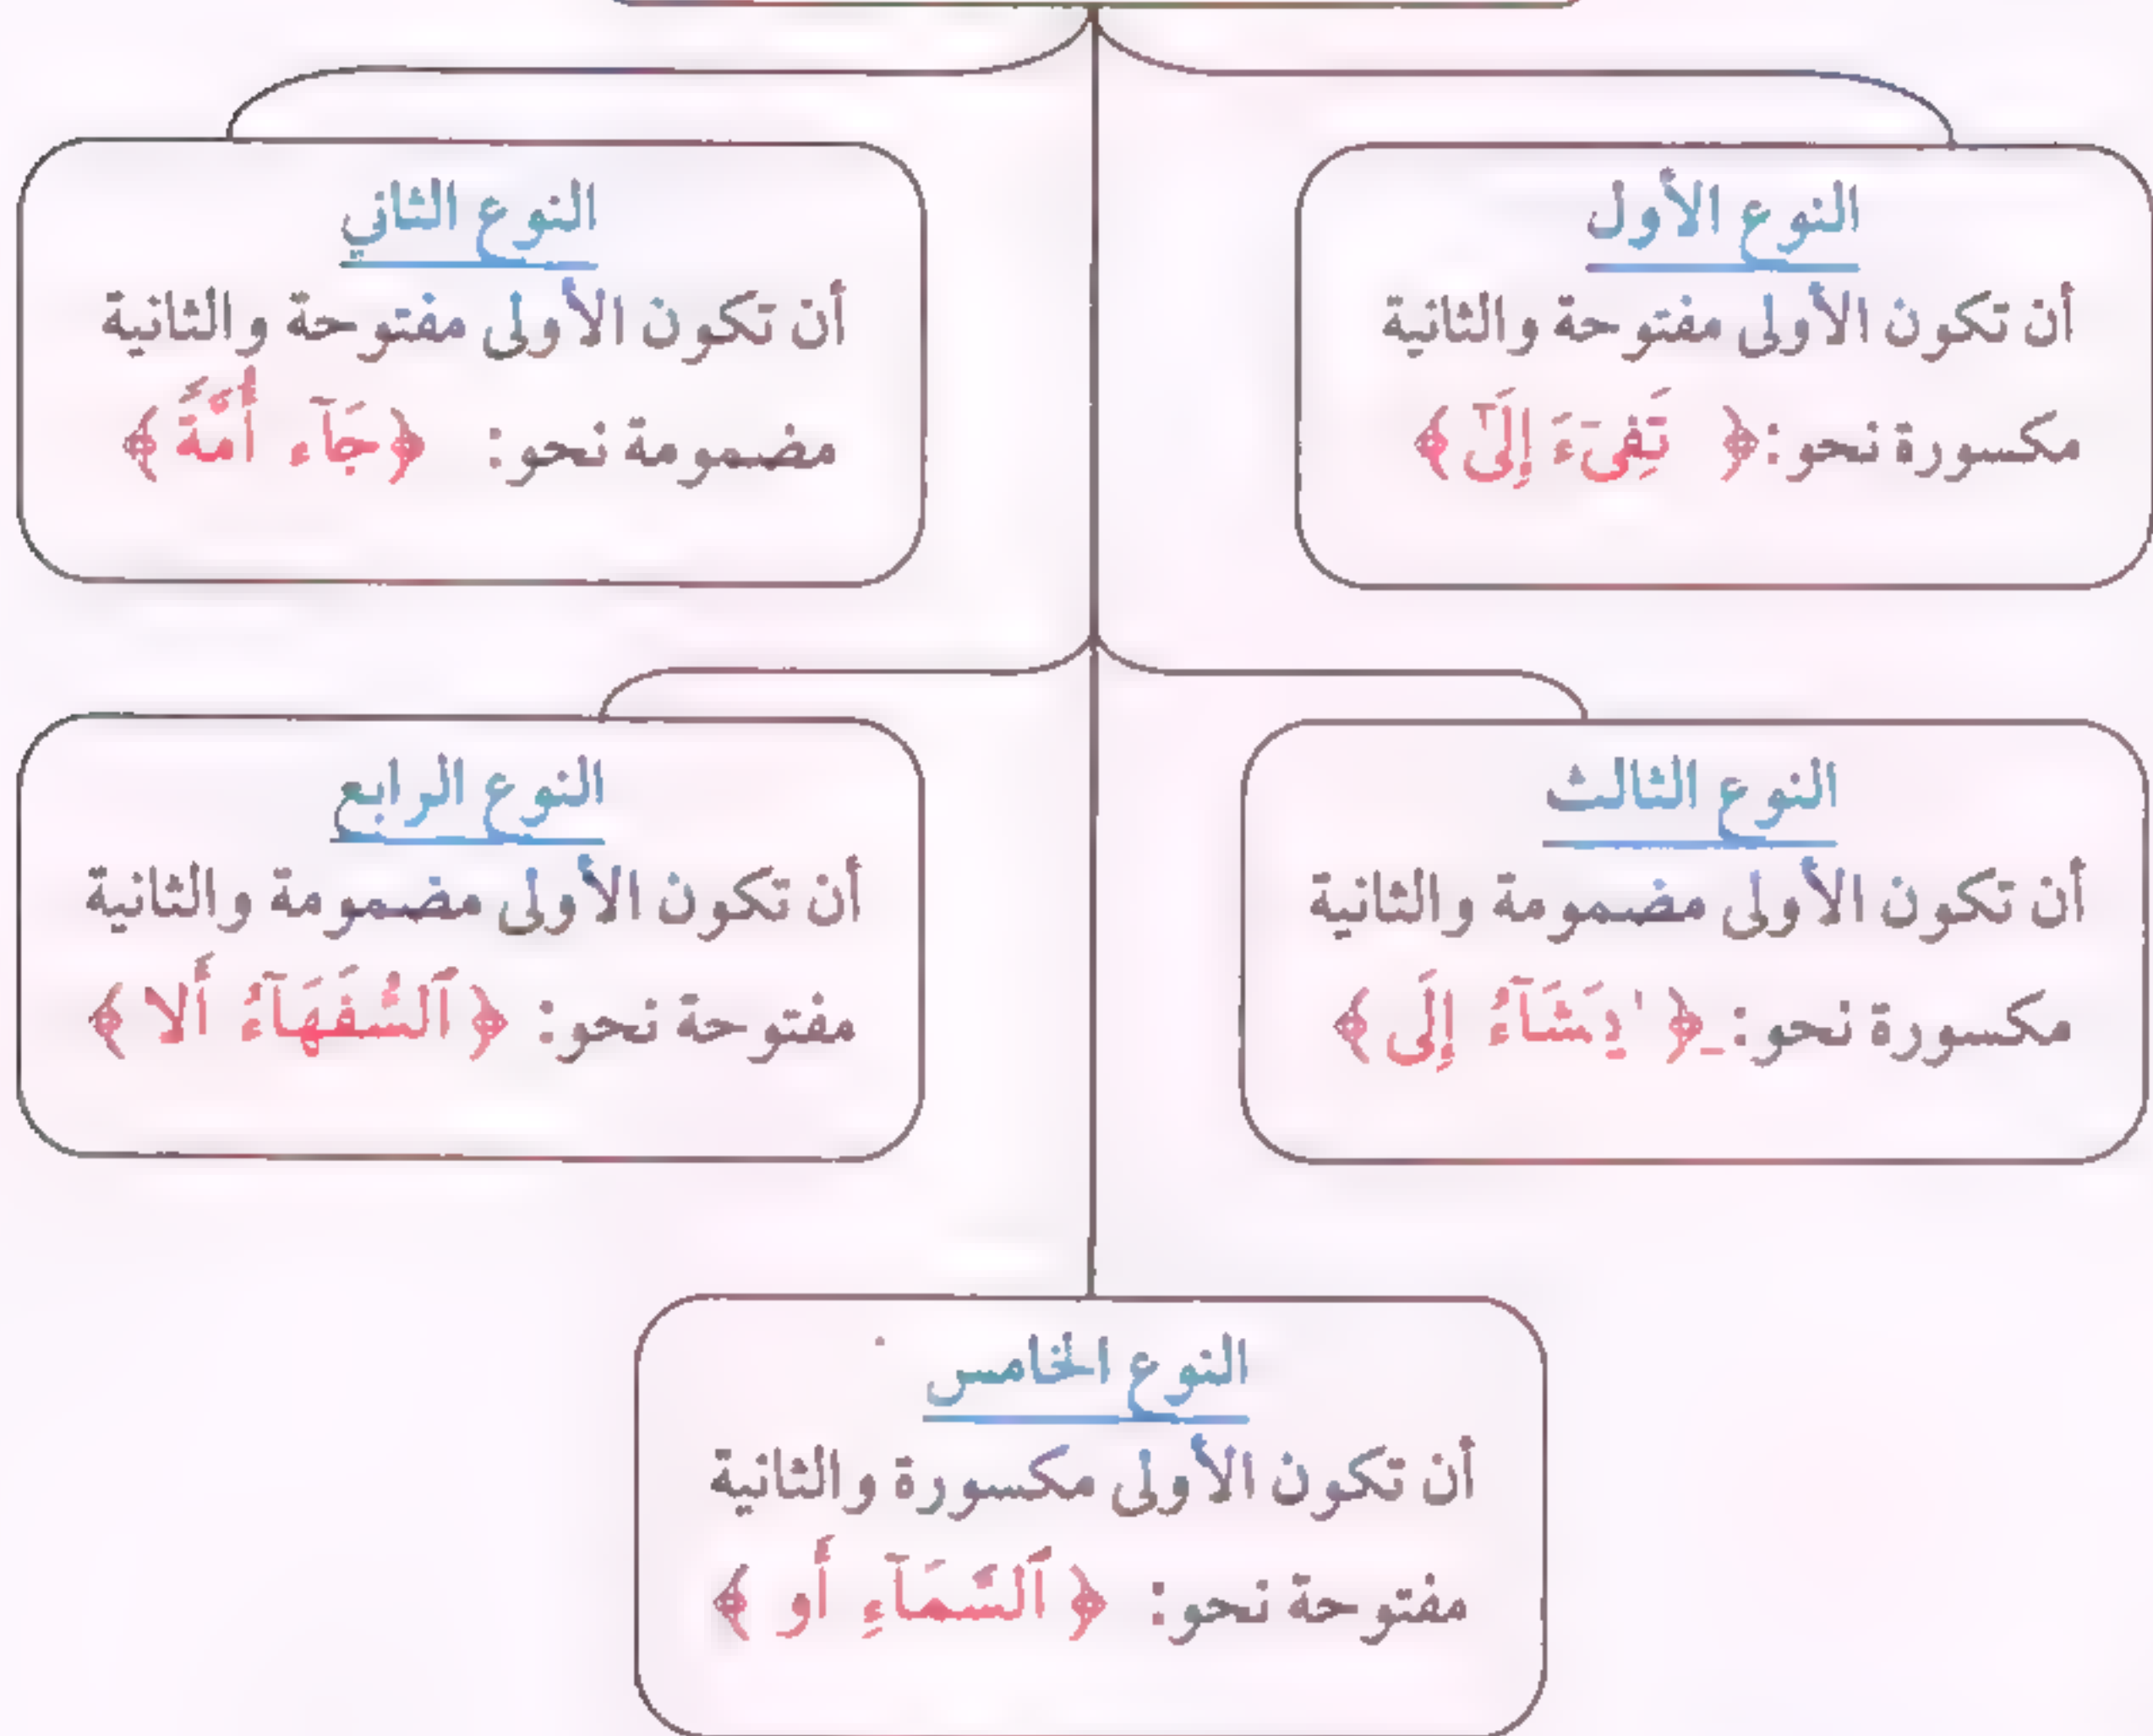 النوع الأول
أن تكون الأولى مفتوحة والثانية
مكسورة نحو: ﴿ تَفِىٓءَ إِلَىٰٓ ﴾
النوع الثاني
أن تكون الأولى مفتوحة والثانية
مضمومة نحو: ﴿جَآء أُمَّةً ﴾
النوع الثالث
أن تكون الأولى مضمومة والثانية
مكسورة نحو: ﴿ يَشَآءُ إِلَى ﴾
النوع الرابع
أن تكون الأولى مضمومة والثانية
مفتوحة نحو: ﴿ ٱلسُّفَهَآءُ أَلا ﴾
النوع الخامس
أن تكون الأولى مكسورة والثانية
مفتوحة نحو: ﴿ ٱلسَّمَآءِ أَو ﴾